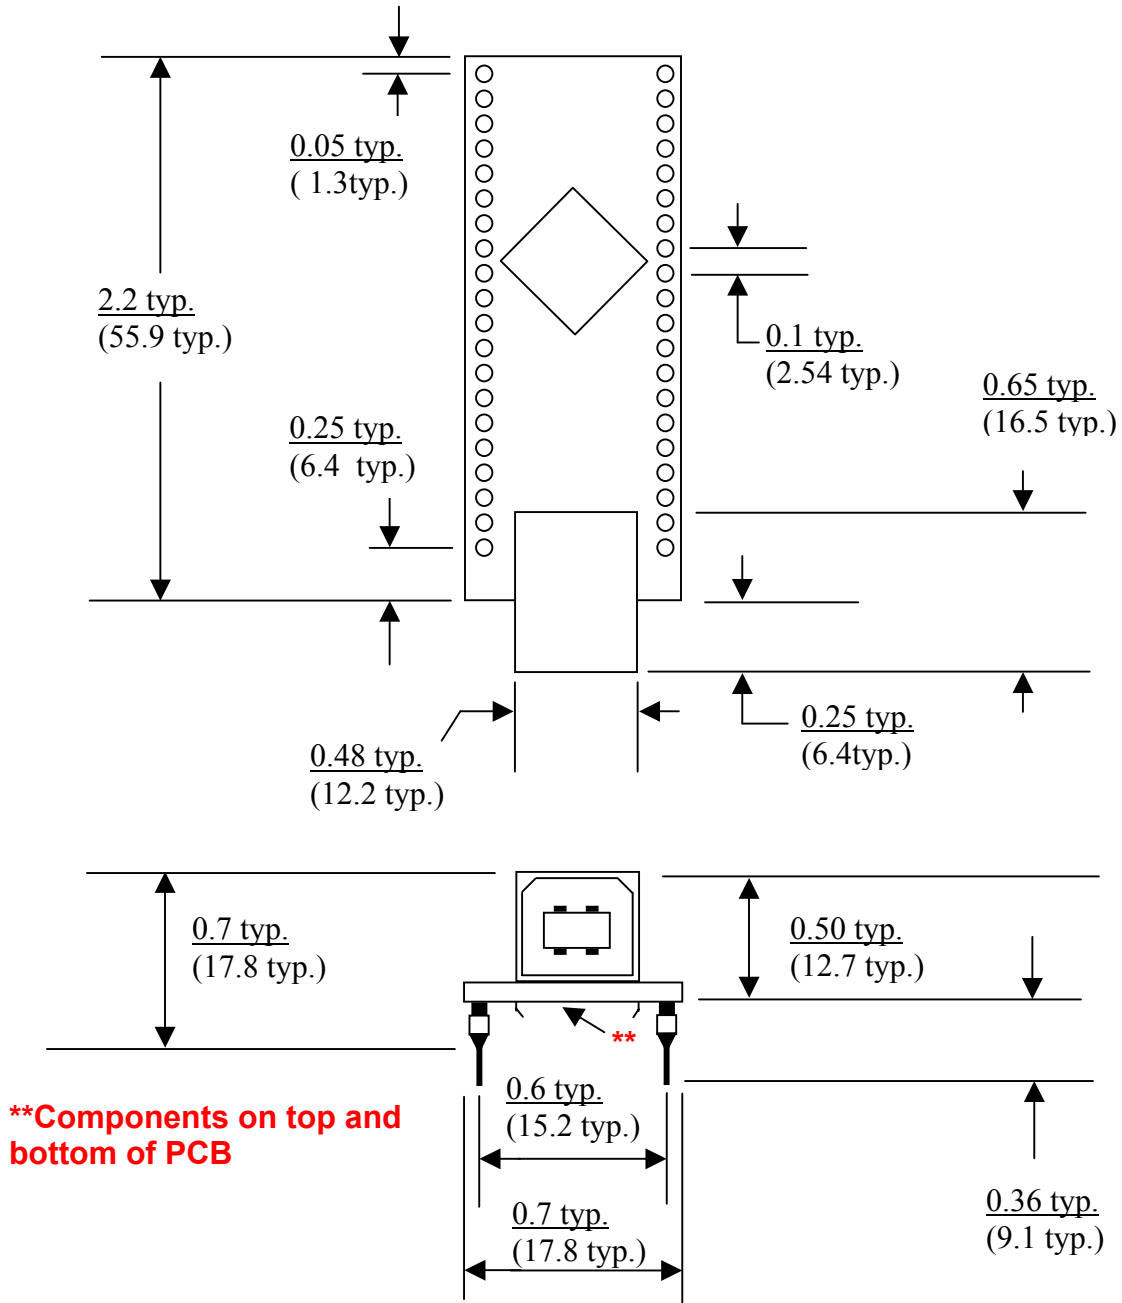 0.05 typ.
( 1.3typ.)
2.2 typ.
(55.9 typ.)
0.1 typ.
(2.54 typ.)
0.65 typ.
(16.5 typ.)
0.25 typ.
(6.4 typ.)
0.25 typ.
(6.4typ.)
0.48 typ.
(12.2 typ.)
0.7 typ.
(17.8 typ.)
0.50 typ.
(12.7 typ.)
**
0.6 typ.
(15.2 typ.)
**Components on top and
bottom of PCB
0.36 typ.
(9.1 typ.)
0.7 typ.
(17.8 typ.)